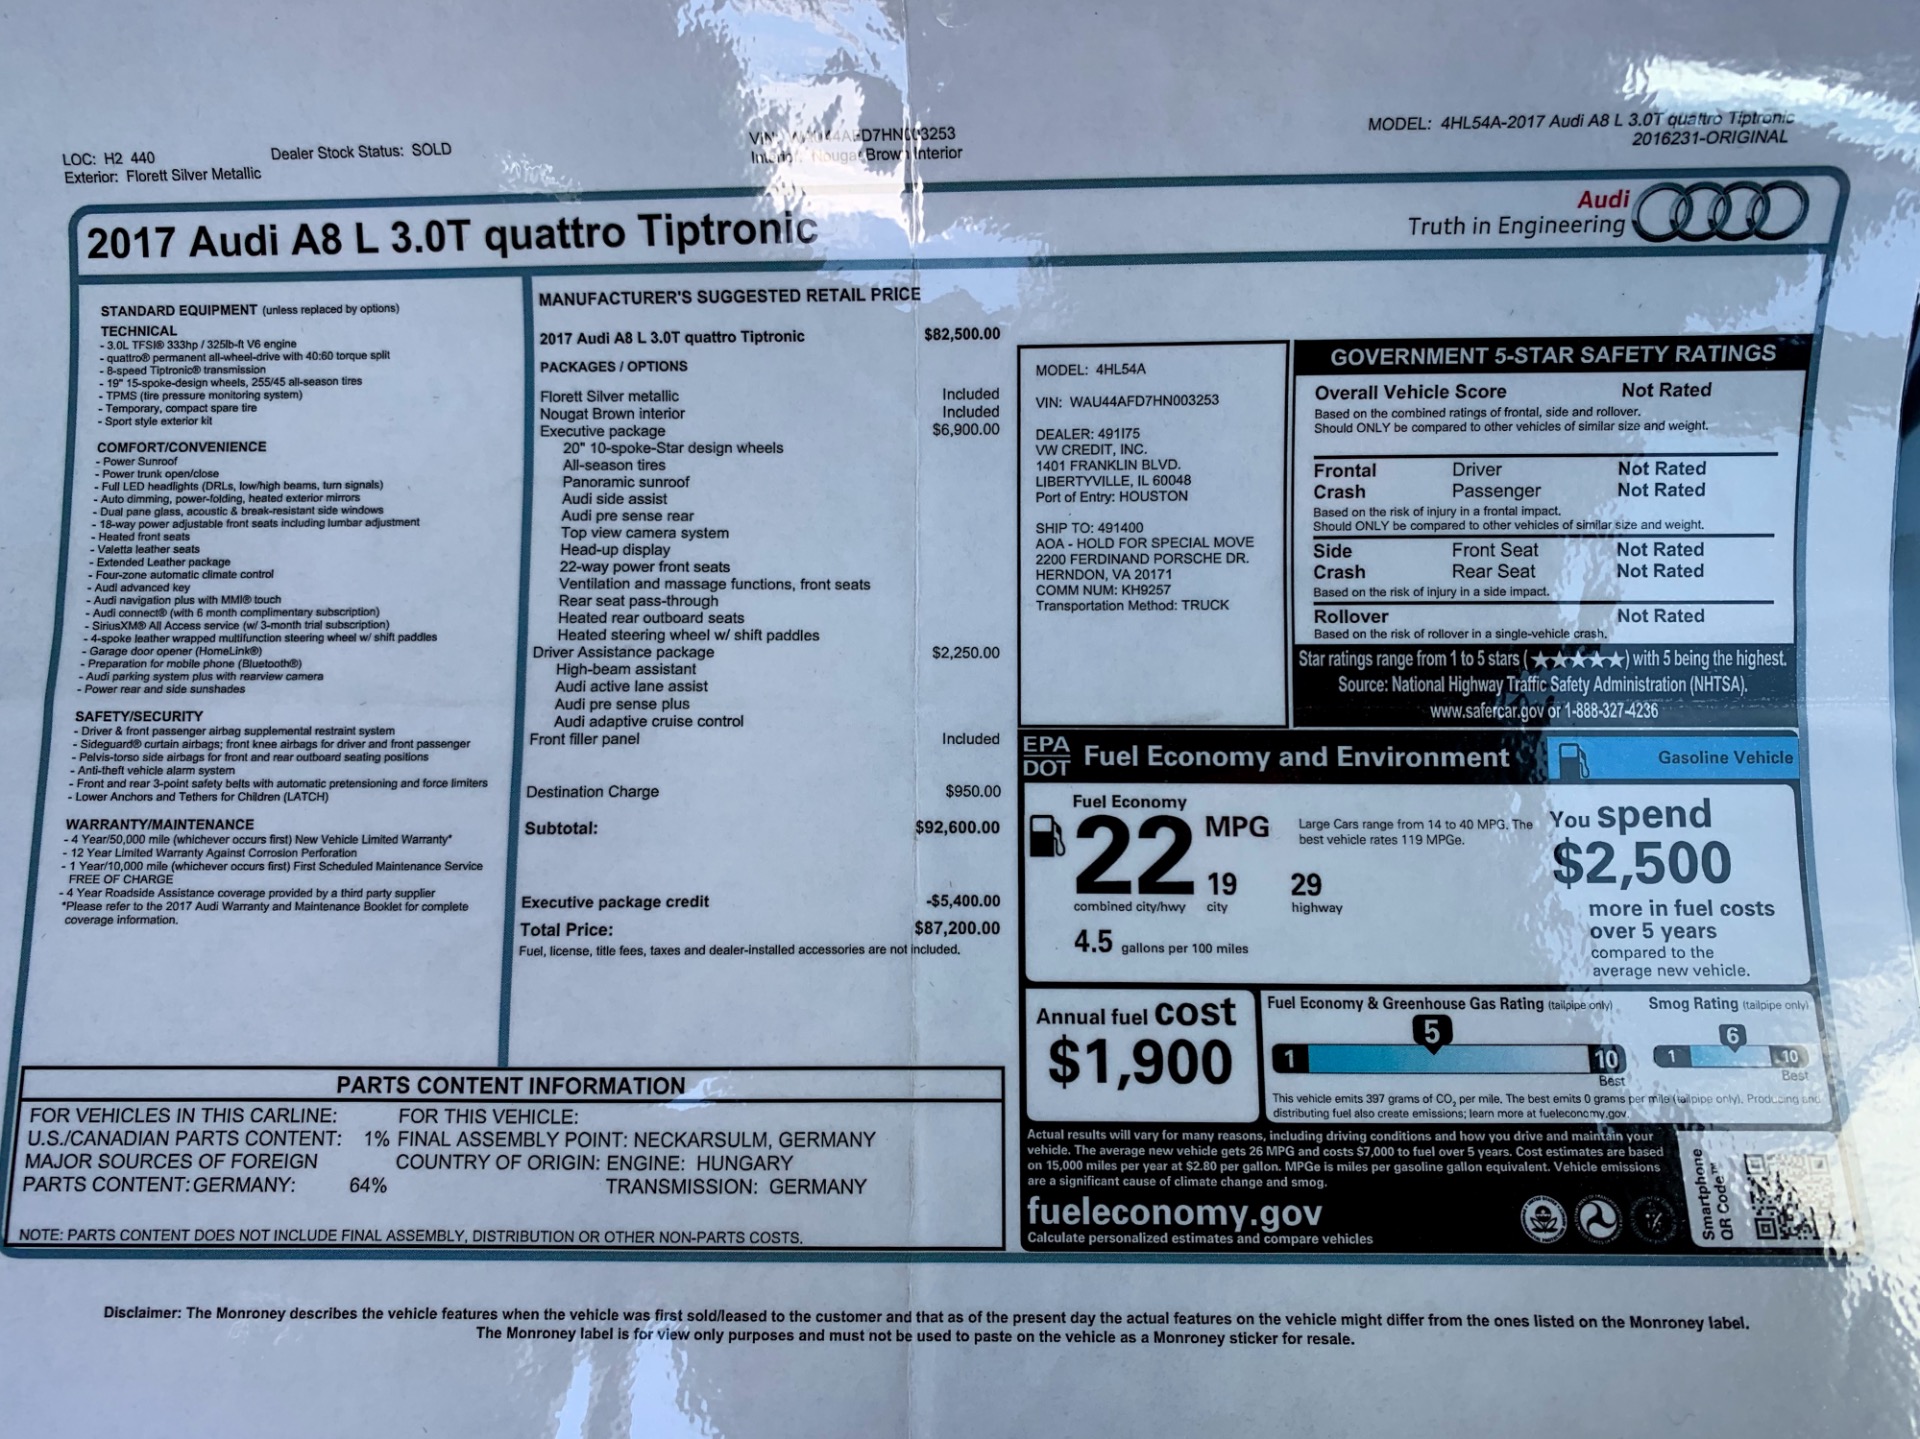 LOC: H2 440 Dealer Stock Status: SOLD
Exterior: Florett Silver Metallic
VIN: WAU44AFD7HN003253
Interior: Nougat Brown Interior
MODEL: 4HL54A-2017 Audi A8 L 3.0T quattro Tiptronic
2016231-ORIGINAL
2017 Audi A8 L 3.0T quattro Tiptronic
Audi
Truth in Engineering
STANDARD EQUIPMENT (unless replaced by options)
TECHNICAL
- 3.0L TFSI® 333hp / 325lb-ft V6 engine
- quattro® permanent all-wheel-drive with 40:60 torque split
- 8-speed Tiptronic® transmission
- 19" 15-spoke-design wheels, 255/45 all-season tires
- TPMS (tire pressure monitoring system)
- Temporary, compact spare tire
- Sport style exterior kit
COMFORT/CONVENIENCE
- Power Sunroof
- Power trunk open/close
- Full LED headlights (DRLs, low/high beams, turn signals)
- Auto dimming, power-folding, heated exterior mirrors
- Dual pane glass, acoustic & break-resistant side windows
- 18-way power adjustable front seats including lumbar adjustment
- Heated front seats
- Valetta leather seats
- Extended Leather package
- Four-zone automatic climate control
- Audi advanced key
- Audi navigation plus with MMI® touch
- Audi connect® (with 6 month complimentary subscription)
- SiriusXM® All Access service (w/ 3-month trial subscription)
- 4-spoke leather wrapped multifunction steering wheel w/ shift paddles
- Garage door opener (HomeLink®)
- Preparation for mobile phone (Bluetooth®)
- Audi parking system plus with rearview camera
- Power rear and side sunshades
SAFETY/SECURITY
- Driver & front passenger airbag supplemental restraint system
- Sideguard® curtain airbags; front knee airbags for driver and front passenger
- Pelvis-torso side airbags for front and rear outboard seating positions
- Anti-theft vehicle alarm system
- Front and rear 3-point safety belts with automatic pretensioning and force limiters
- Lower Anchors and Tethers for Children (LATCH)
WARRANTY/MAINTENANCE
- 4 Year/50,000 mile (whichever occurs first) New Vehicle Limited Warranty*
- 12 Year Limited Warranty Against Corrosion Perforation
- 1 Year/10,000 mile (whichever occurs first) First Scheduled Maintenance Service
FREE OF CHARGE
- 4 Year Roadside Assistance coverage provided by a third party supplier
*Please refer to the 2017 Audi Warranty and Maintenance Booklet for complete
coverage information.
MANUFACTURER'S SUGGESTED RETAIL PRICE
2017 Audi A8 L 3.0T quattro Tiptronic $82,500.00
PACKAGES / OPTIONS
Florett Silver metallic Included
Nougat Brown interior Included
Executive package $6,900.00
20" 10-spoke-Star design wheels
All-season tires
Panoramic sunroof
Audi side assist
Audi pre sense rear
Top view camera system
Head-up display
22-way power front seats
Ventilation and massage functions, front seats
Rear seat pass-through
Heated rear outboard seats
Heated steering wheel w/ shift paddles
Driver Assistance package $2,250.00
High-beam assistant
Audi active lane assist
Audi pre sense plus
Audi adaptive cruise control
Front filler panel Included
Destination Charge $950.00
Subtotal: $92,600.00
Executive package credit -$5,400.00
Total Price: $87,200.00
Fuel, license, title fees, taxes and dealer-installed accessories are not included.
MODEL: 4HL54A
VIN: WAU44AFD7HN003253
DEALER: 491I75
VW CREDIT, INC.
1401 FRANKLIN BLVD.
LIBERTYVILLE, IL 60048
Port of Entry: HOUSTON
SHIP TO: 491400
AOA - HOLD FOR SPECIAL MOVE
2200 FERDINAND PORSCHE DR.
HERNDON, VA 20171
COMM NUM: KH9257
Transportation Method: TRUCK
GOVERNMENT 5-STAR SAFETY RATINGS
Overall Vehicle Score Not Rated
Based on the combined ratings of frontal, side and rollover.
Should ONLY be compared to other vehicles of similar size and weight.
Frontal Driver Not Rated
Crash Passenger Not Rated
Based on the risk of injury in a frontal impact.
Should ONLY be compared to other vehicles of similar size and weight.
Side Front Seat Not Rated
Crash Rear Seat Not Rated
Based on the risk of injury in a side impact.
Rollover Not Rated
Based on the risk of rollover in a single-vehicle crash.
Star ratings range from 1 to 5 stars (★★★★★) with 5 being the highest.
Source: National Highway Traffic Safety Administration (NHTSA).
www.safercar.gov or 1-888-327-4236
EPA
DOT Fuel Economy and Environment
Gasoline Vehicle
Fuel Economy
22 MPG
combined city/hwy
19
city
29
highway
4.5 gallons per 100 miles
Large Cars range from 14 to 40 MPG. The
best vehicle rates 119 MPGe.
You spend
$2,500
more in fuel costs
over 5 years
compared to the
average new vehicle.
Annual fuel cost
$1,900
Fuel Economy & Greenhouse Gas Rating (tailpipe only)
5
1 10
Best
Smog Rating (tailpipe only)
6
1 10
Best
This vehicle emits 397 grams of CO₂ per mile. The best emits 0 grams per mile (tailpipe only). Producing and
distributing fuel also create emissions; learn more at fueleconomy.gov.
Actual results will vary for many reasons, including driving conditions and how you drive and maintain your
vehicle. The average new vehicle gets 26 MPG and costs $7,000 to fuel over 5 years. Cost estimates are based
on 15,000 miles per year at $2.80 per gallon. MPGe is miles per gasoline gallon equivalent. Vehicle emissions
are a significant cause of climate change and smog.
fueleconomy.gov
Calculate personalized estimates and compare vehicles
Smartphone
QR Code™
PARTS CONTENT INFORMATION
FOR VEHICLES IN THIS CARLINE:
U.S./CANADIAN PARTS CONTENT: 1%
MAJOR SOURCES OF FOREIGN
PARTS CONTENT: GERMANY: 64%
FOR THIS VEHICLE:
FINAL ASSEMBLY POINT: NECKARSULM, GERMANY
COUNTRY OF ORIGIN: ENGINE: HUNGARY
TRANSMISSION: GERMANY
NOTE: PARTS CONTENT DOES NOT INCLUDE FINAL ASSEMBLY, DISTRIBUTION OR OTHER NON-PARTS COSTS.
Disclaimer: The Monroney describes the vehicle features when the vehicle was first sold/leased to the customer and that as of the present day the actual features on the vehicle might differ from the ones listed on the Monroney label.
The Monroney label is for view only purposes and must not be used to paste on the vehicle as a Monroney sticker for resale.